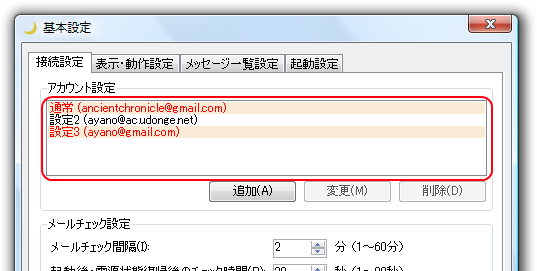 基本設定
接続設定 表示・動作設定 メッセージ一覧設定 起動設定
アカウント設定
通常 (ancientchronicle@gmail.com)
設定2 (ayano@ac.udonge.net)
設定3 (ayano@gmail.com)
追加(A) 変更(M) 削除(D)
メールチェック設定
メールチェック間隔(I): 2 分 (1～60分)